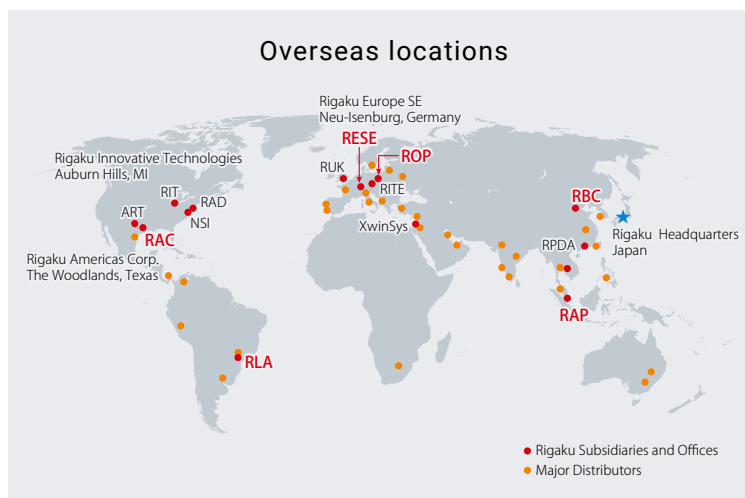 Overseas locations
Rigaku Europe SE
Neu-Isenburg, Germany
RESE
ROP
RUK
RITE
Rigaku Innovative Technologies
Auburn Hills, MI
RIT
RAD
ART
NSI
RAC
Rigaku Americas Corp.
The Woodlands, Texas
XwinSys
RBC
RPDA
Rigaku Headquarters
Japan
RAP
RLA
Rigaku Subsidiaries and Offices
Major Distributors